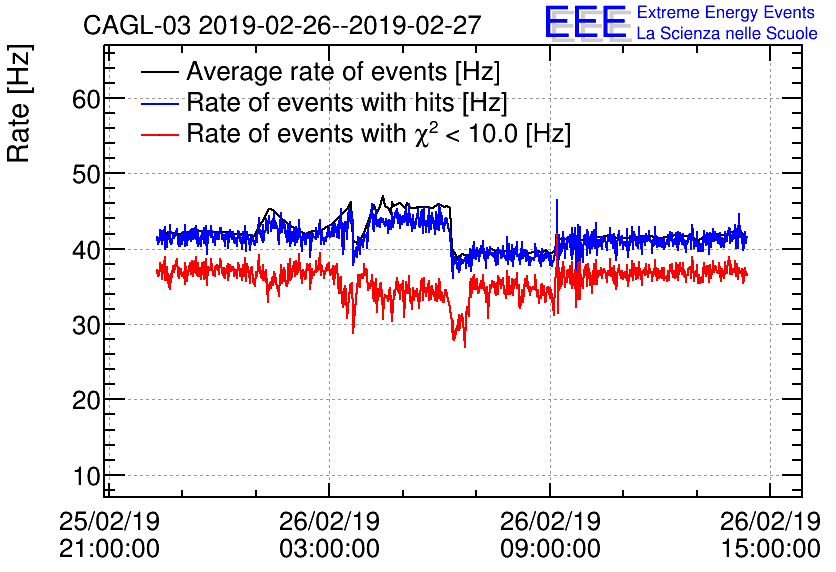 CAGL-03 2019-02-26--2019-02-27
EEE
Extreme Energy Events
La Scienza nelle Scuole
Rate [Hz]
Average rate of events [Hz]
Rate of events with hits [Hz]
Rate of events with χ² < 10.0 [Hz]
60
50
40
30
20
10
25/02/19
21:00:00
26/02/19
03:00:00
26/02/19
09:00:00
26/02/19
15:00:00